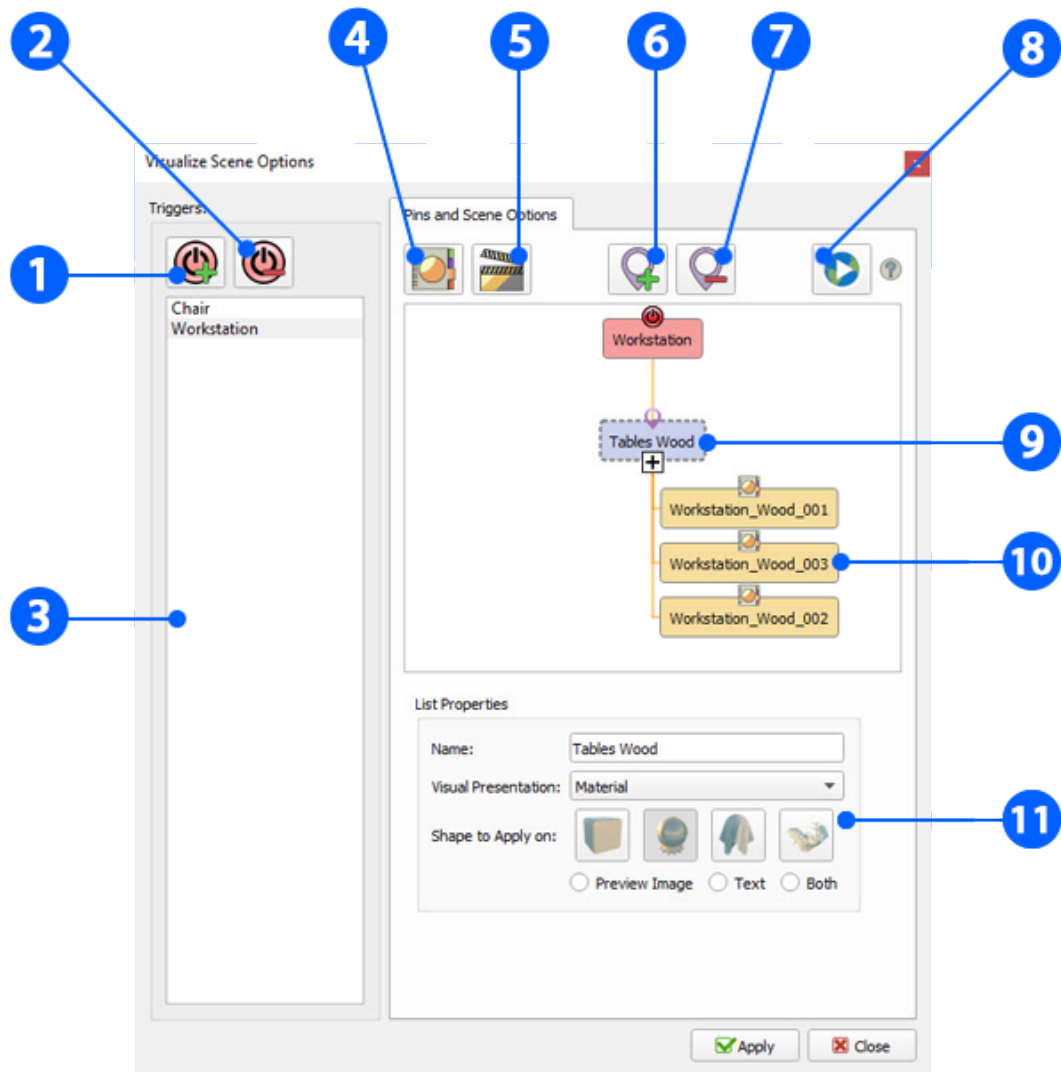 2
4
5
6
7
8
Visualize Scene Options
Triggers:
Pins and Scene Options
1
?
Chair
Workstation
Workstation
Tables Wood
9
Workstation_Wood_001
Workstation_Wood_003
10
Workstation_Wood_002
3
List Properties
Name:
Tables Wood
Visual Presentation:
Material
Shape to Apply on:
11
Preview Image
Text
Both
Apply
Close